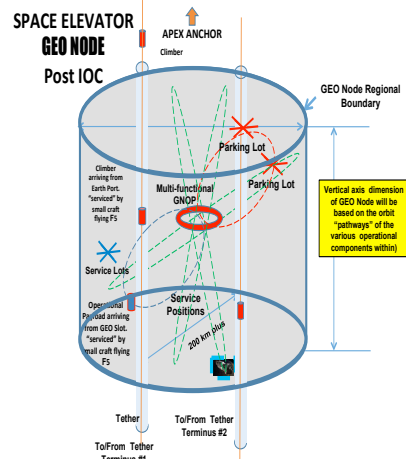 SPACE ELEVATOR
GEO NODE
Post IOC
APEX ANCHOR
Climber
GEO Node Regional
Boundary
Parking Lot
Parking Lot
Climber
arriving from
Earth Port.
"serviced" by
small craft
flying F5
Multi-functional
GNOP
Vertical axis dimension
of GEO Node will be
based on the orbit
"pathways" of the
various operational
components within)
Service Lots
Service
Positions
Operational
Payload arriving
from GEO Slot.
"serviced" by
small craft flying
F5
200 km plus
Tether
To/From Tether
Terminus #1
To/From Tether
Terminus #2